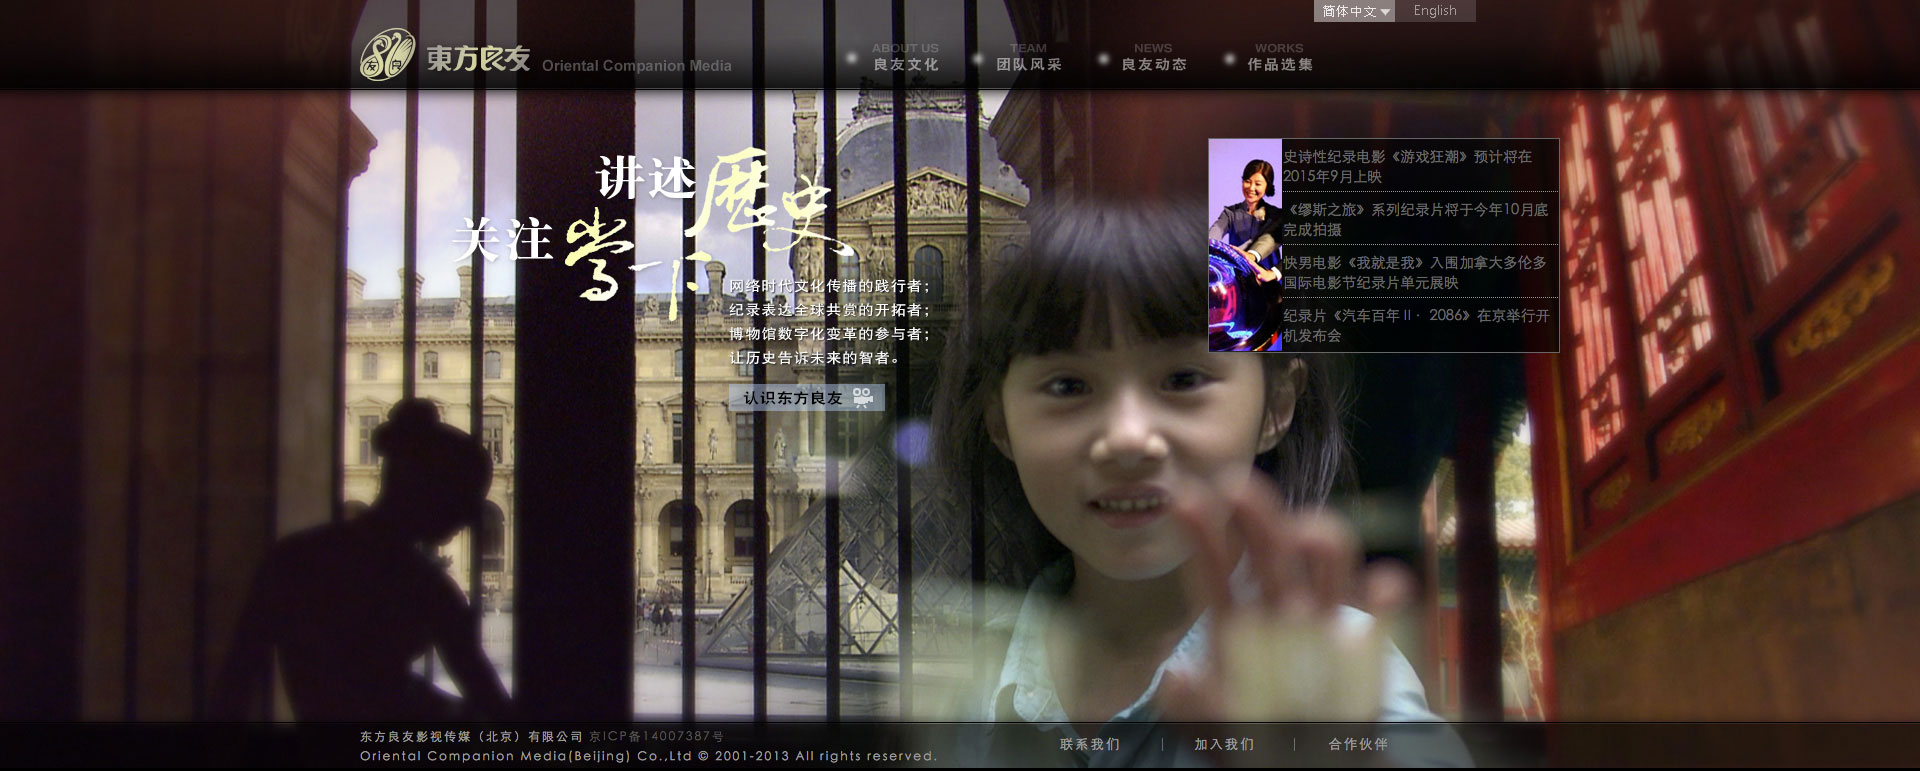 简体中文
English
友 良
東方良友
Oriental Companion Media
ABOUT US
良友文化
TEAM
团队风采
NEWS
良友动态
WORKS
作品选集
讲述歷史
关注當下
网络时代文化传播的践行者；
纪录表达全球共赏的开拓者；
博物馆数字化变革的参与者；
让历史告诉未来的智者。
认识东方良友
史诗性纪录电影《游戏狂潮》预计将在
2015年9月上映
《缪斯之旅》系列纪录片将于今年10月底
完成拍摄
快男电影《我就是我》入围加拿大多伦多
国际电影节纪录片单元展映
纪录片《汽车百年Ⅱ· 2086》在京举行开
机发布会
东方良友影视传媒（北京）有限公司 京ICP备14007387号
Oriental Companion Media(Beijing) Co.,Ltd © 2001-2013 All rights reserved.
联系我们
加入我们
合作伙伴